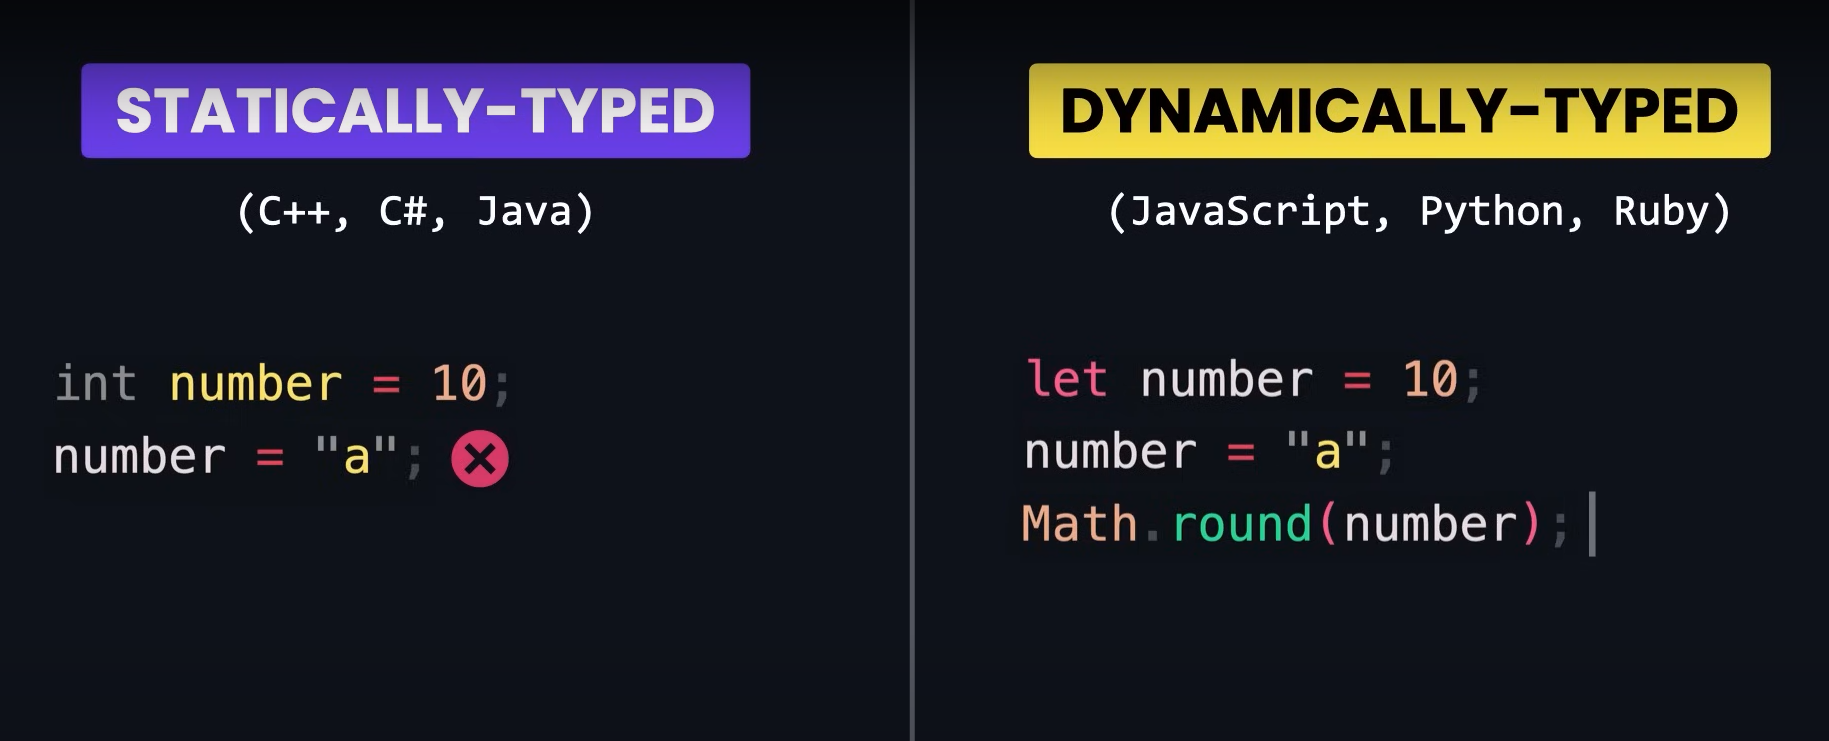 STATICALLY-TYPED
(C++, C#, Java)
int number = 10;
number = "a";
DYNAMICALLY-TYPED
(JavaScript, Python, Ruby)
let number = 10;
number = "a";
Math.round(number);